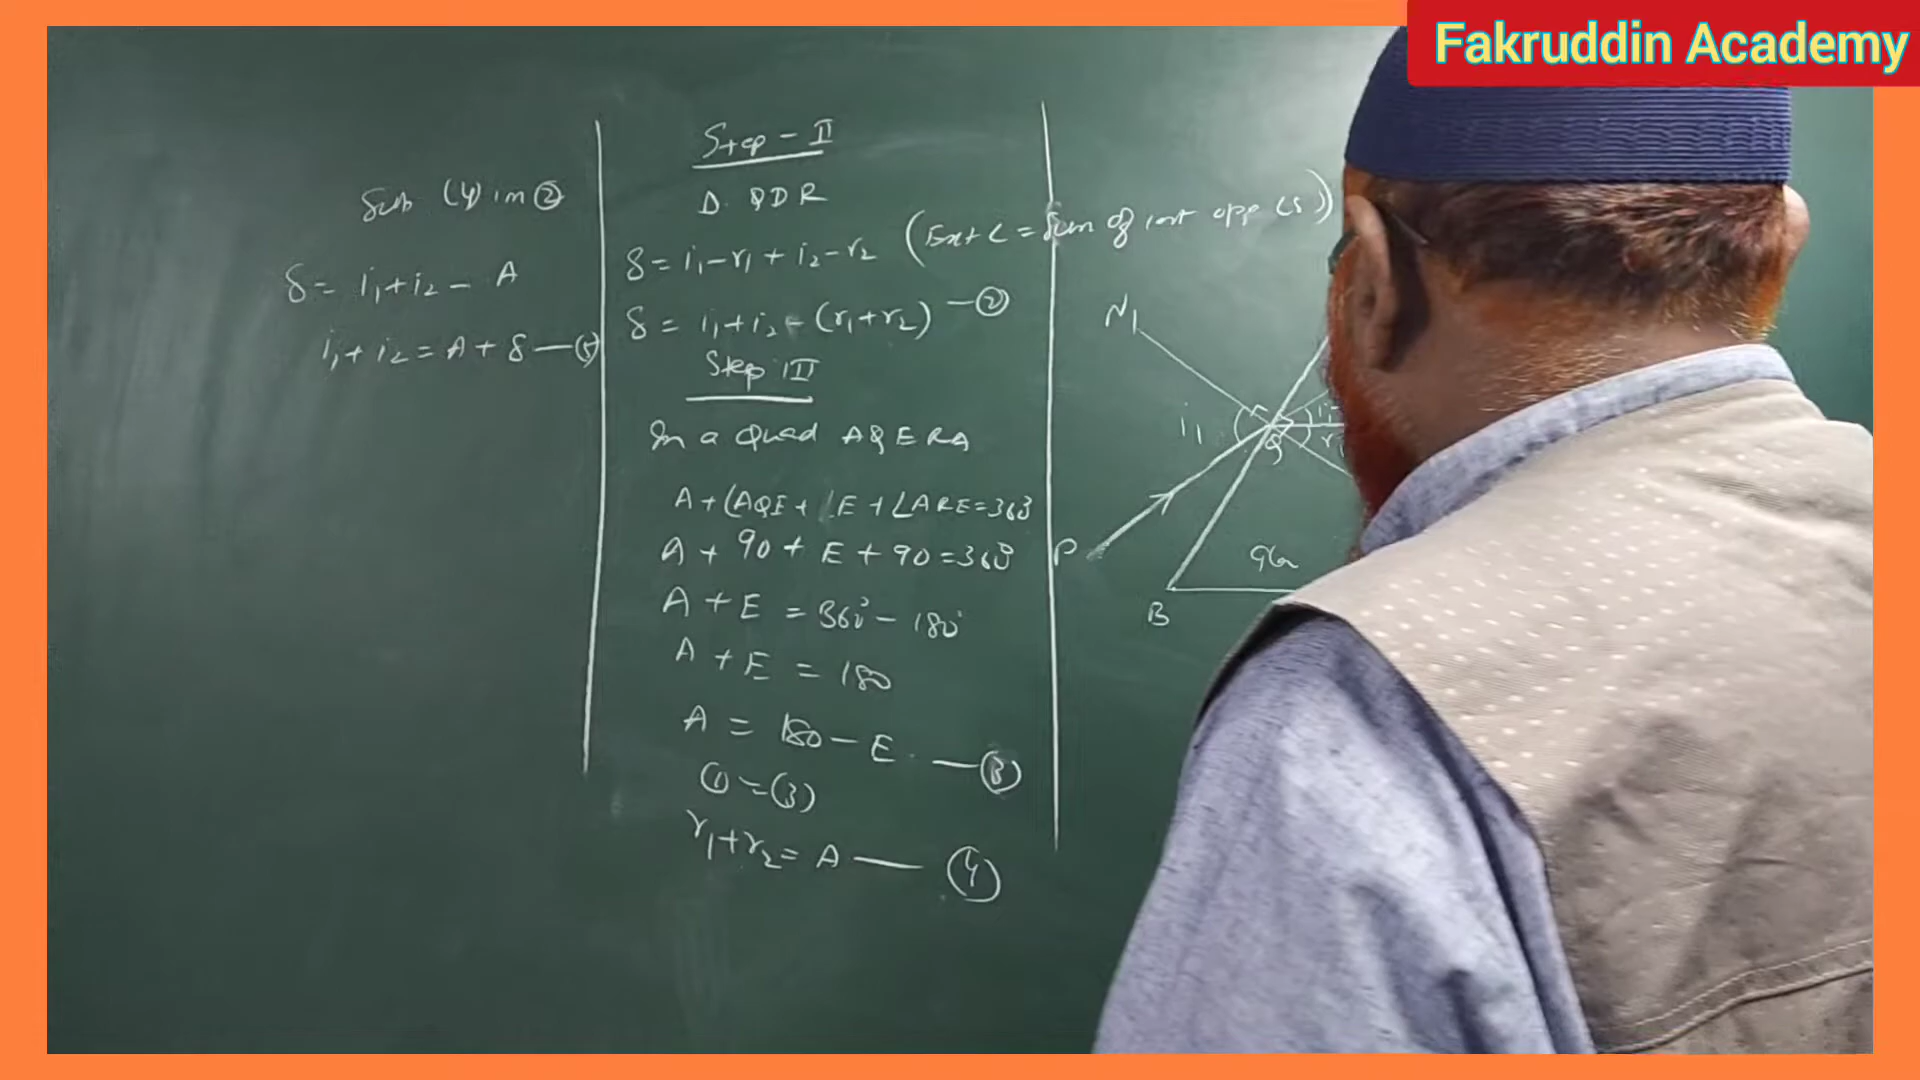 Fakruddin Academy
Sub (4) in ②
δ = i₁ + i₂ - A
i₁ + i₂ = A + δ — (5)
Step - II
Δ QDR
δ = i₁ - r₁ + i₂ - r₂ (Ext ∠ = Sum of int opp ∠s)
δ = i₁ + i₂ - (r₁ + r₂) — ②
Step III
In a Quad AQERA
A + ∠AQE + ∠E + ∠ARE = 360°
A + 90 + E + 90 = 360°
A + E = 360° - 180°
A + E = 180
A = 180 - E — ③
① = (3)
r₁ + r₂ = A — ④
N₁
i₁
Q
P
B